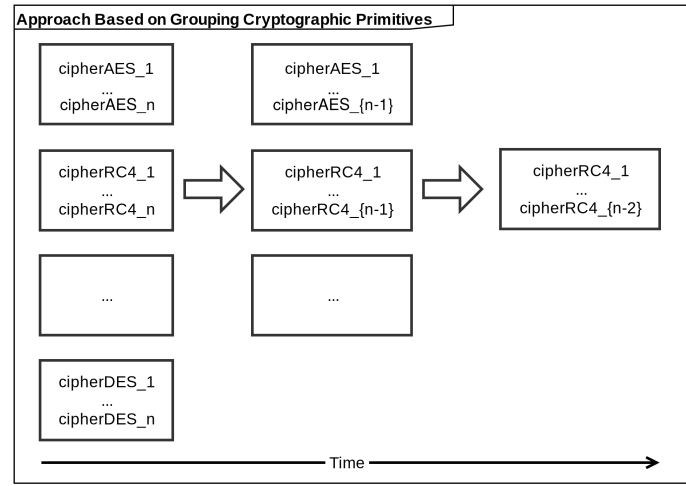 Approach Based on Grouping Cryptographic Primitives
cipherAES_1
...
cipherAES_n
cipherAES_1
...
cipherAES_{n-1}
cipherRC4_1
...
cipherRC4_n
cipherRC4_1
...
cipherRC4_{n-1}
cipherRC4_1
...
cipherRC4_{n-2}
...
...
cipherDES_1
...
cipherDES_n
Time